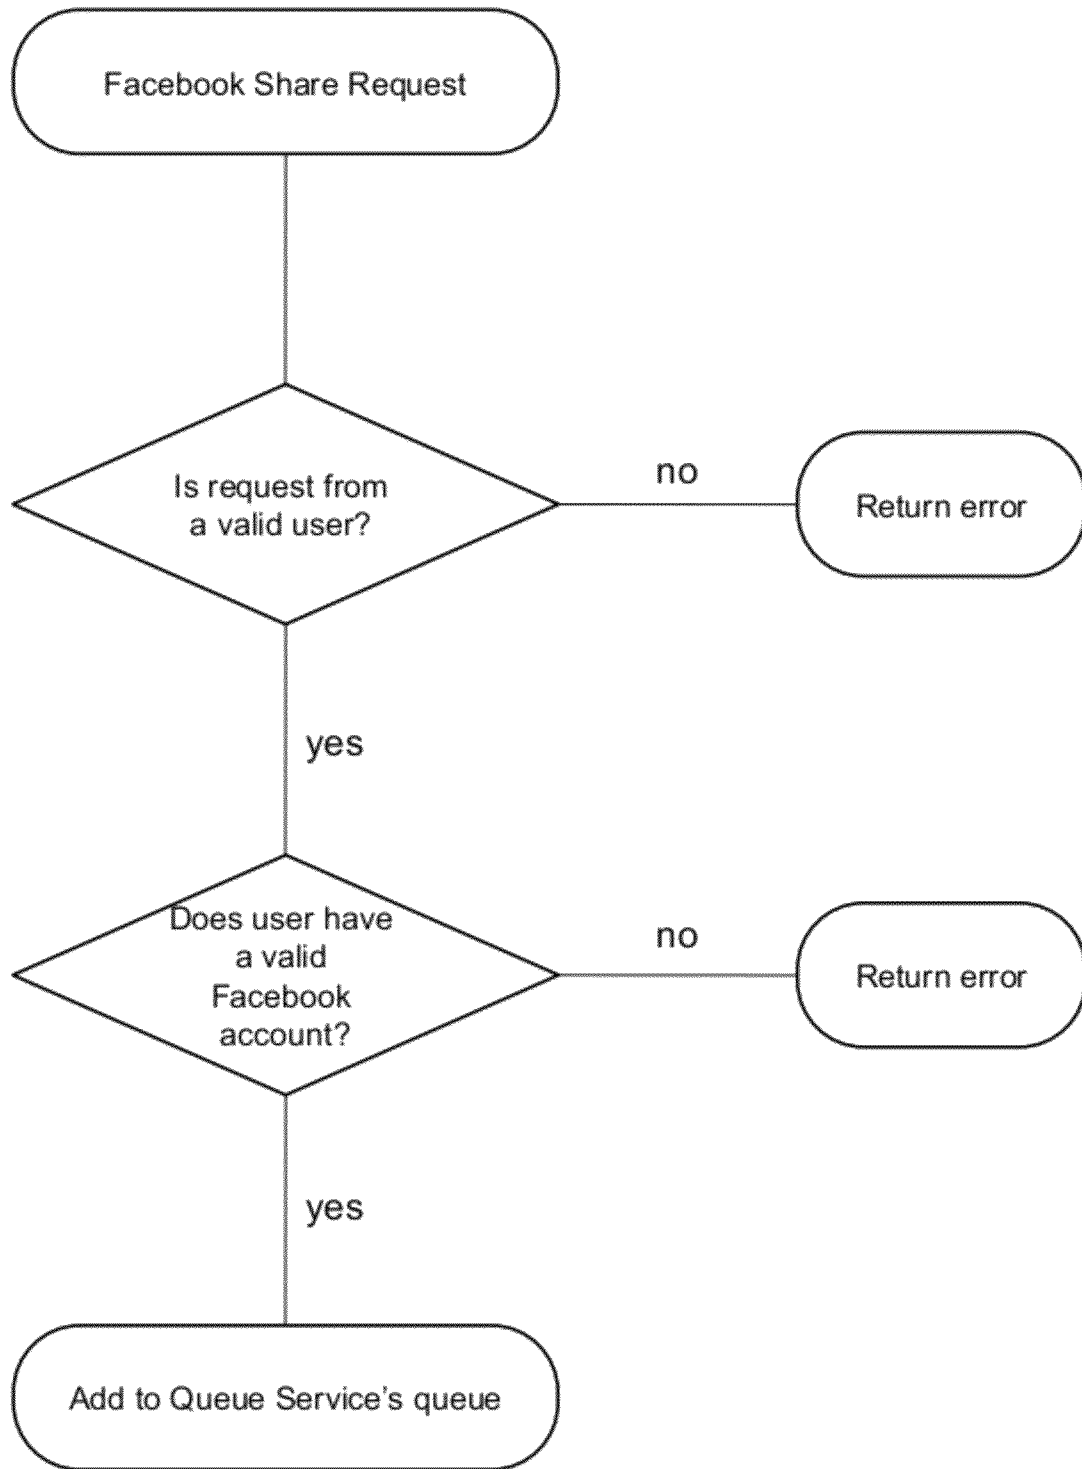 Facebook Share Request
Is request from
a valid user?
no
Return error
yes
Does user have
a valid
Facebook
account?
no
Return error
yes
Add to Queue Service's queue